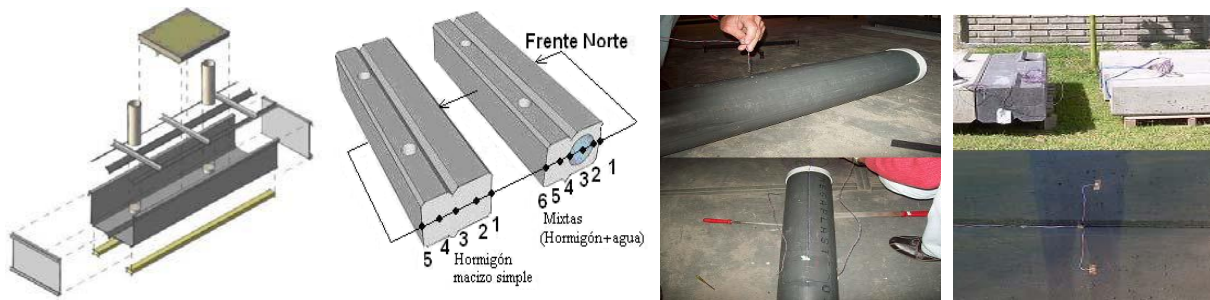 Frente Norte
6 5 4 3 2 1
Mixtas
(Hormigón+agua)
5 4 3 2 1
Hormigón
macizo simple